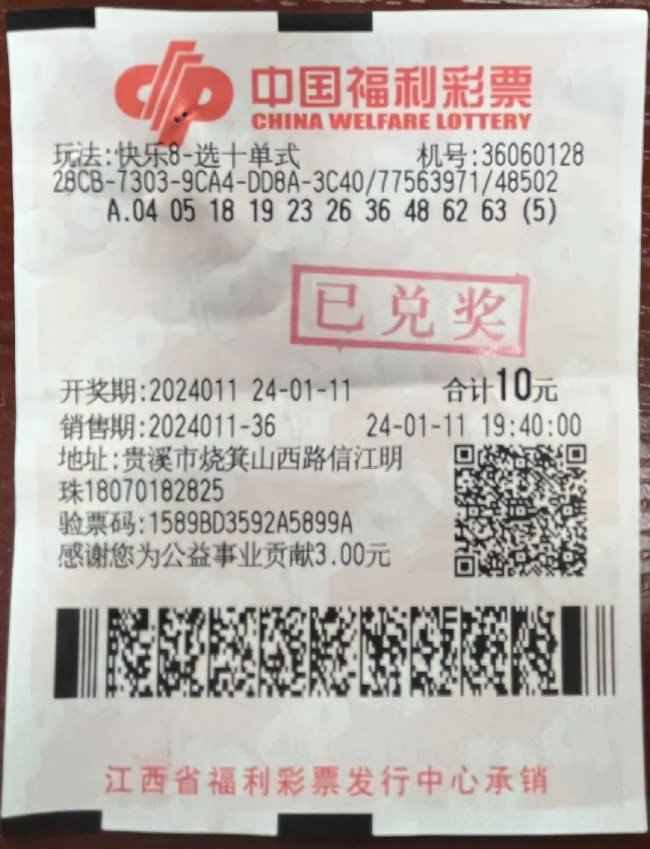 中国福利彩票
CHINA WELFARE LOTTERY
玩法:快乐8-选十单式 机号:36060128
28CB-7303-9CA4-DD8A-3C40/77563971/48502
A.04 05 18 19 23 26 36 48 62 63 (5)
已兑奖
开奖期:2024011 24-01-11 合计10元
销售期:2024011-36 24-01-11 19:40:00
地址:贵溪市烧箕山西路信江明
珠18070182825
验票码:1589BD3592A5899A
感谢您为公益事业贡献3.00元
江西省福利彩票发行中心承销